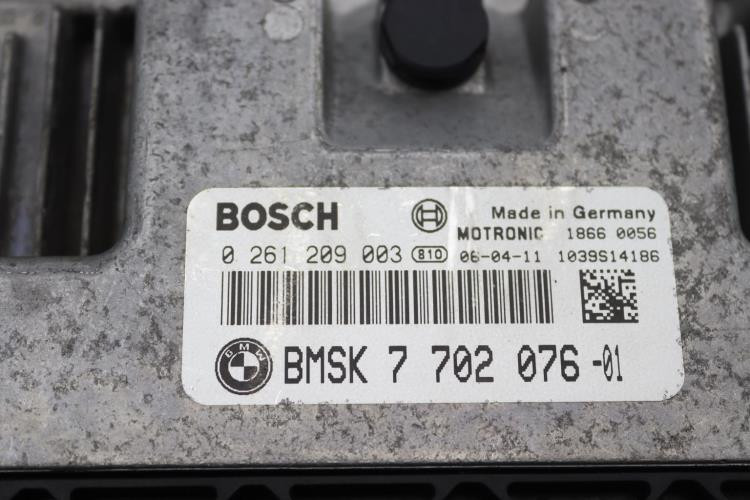 BOSCH Made in Germany
MOTRONIC 1866 0056
0 261 209 003 810 06-04-11 1039S14186
BMW BMSK 7 702 076 -01